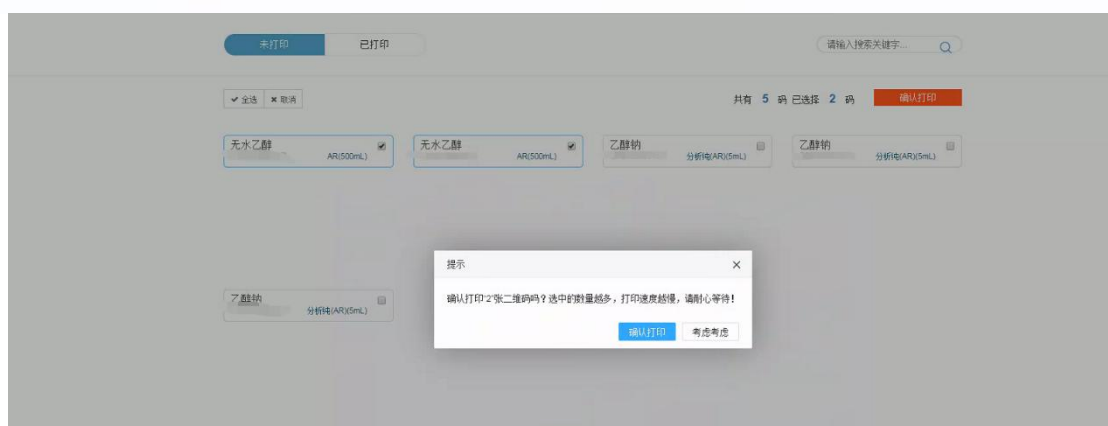 未打印 已打印 请输入搜索关键字...
全选 取消 共有 5 码 已选择 2 码 确认打印
无水乙醇 无水乙醇 乙醇钠 乙醇钠
AR(500mL) AR(500mL) 分析纯(AR)(5mL) 分析纯(AR)(5mL)
提示
乙醇钠
分析纯(AR)(5mL)
确认打印'2'张二维码吗？选中的数量越多，打印速度越慢，请耐心等待！
确认打印 考虑考虑